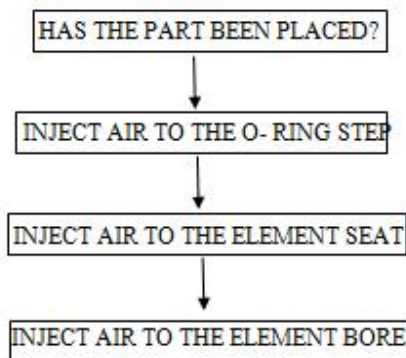 HAS THE PART BEEN PLACED?
INJECT AIR TO THE O- RING STEP
INJECT AIR TO THE ELEMENT SEAT
INJECT AIR TO THE ELEMENT BORE